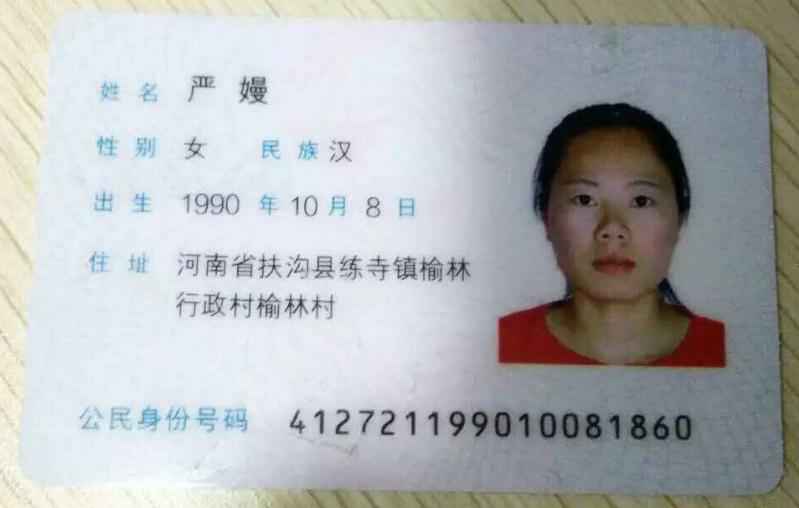 姓名 严嫚
性别 女 民族 汉
出生 1990 年 10 月 8 日
住址 河南省扶沟县练寺镇榆林
行政村榆林村
公民身份号码 412721199010081860